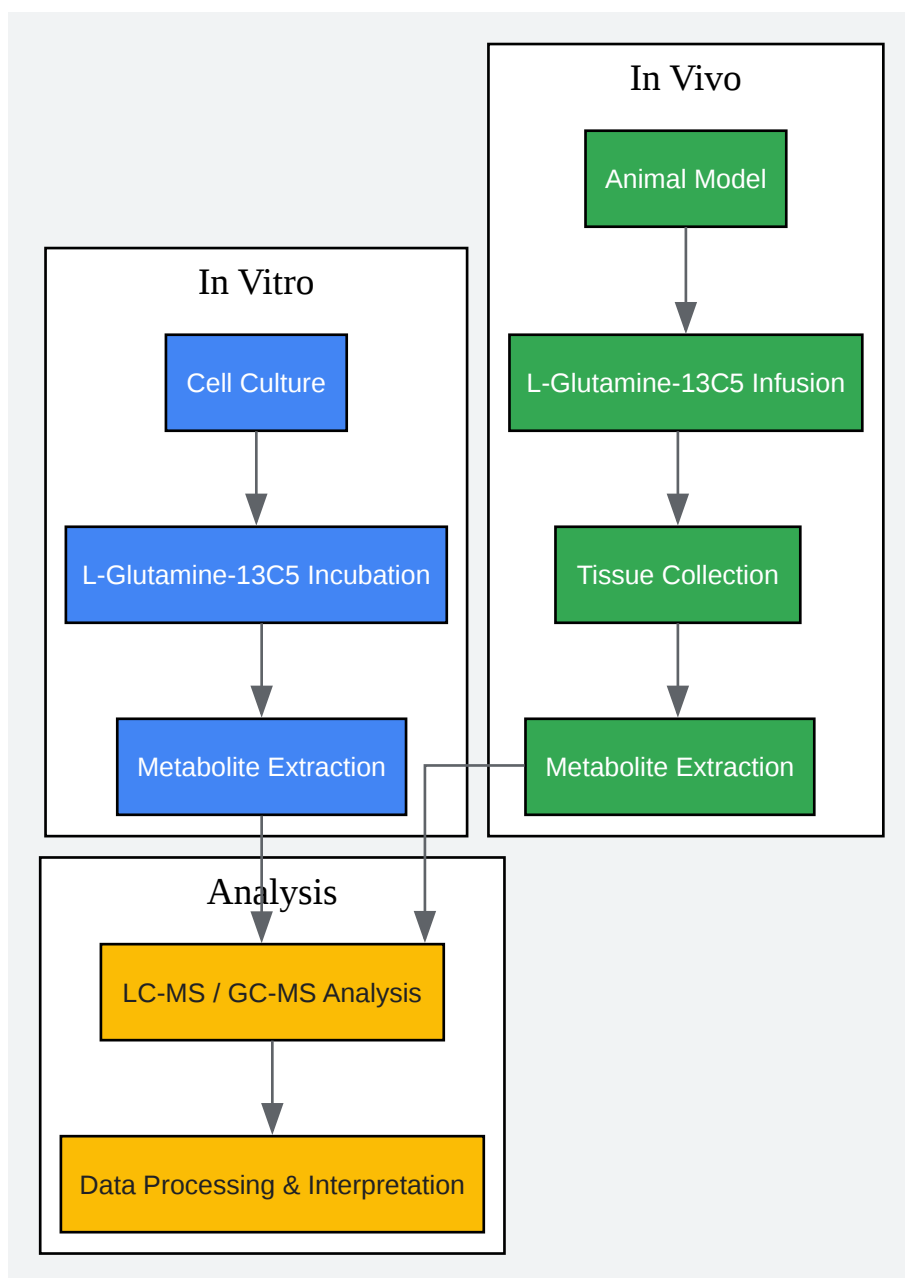 In Vivo
Animal Model
L-Glutamine-13C5 Infusion
Tissue Collection
Metabolite Extraction
In Vitro
Cell Culture
L-Glutamine-13C5 Incubation
Metabolite Extraction
Analysis
LC-MS / GC-MS Analysis
Data Processing & Interpretation